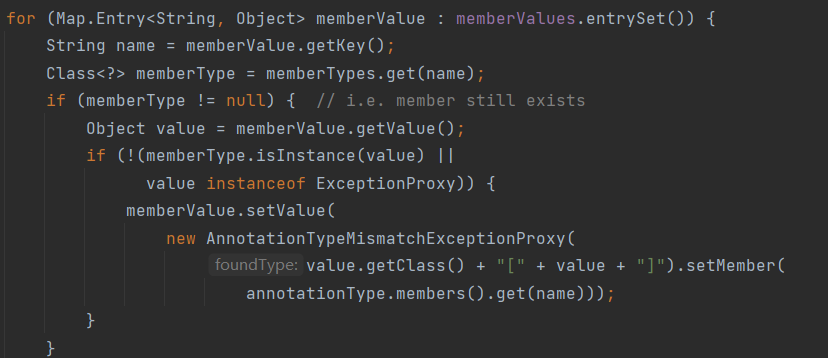 for (Map.Entry<String, Object> memberValue : memberValues.entrySet()) {
    String name = memberValue.getKey();
    Class<?> memberType = memberTypes.get(name);
    if (memberType != null) {  // i.e. member still exists
        Object value = memberValue.getValue();
        if (!(memberType.isInstance(value) ||
              value instanceof ExceptionProxy)) {
            memberValue.setValue(
                new AnnotationTypeMismatchExceptionProxy(
                    foundType: value.getClass() + "[" + value + "]").setMember(
                        annotationType.members().get(name)));
        }
    }